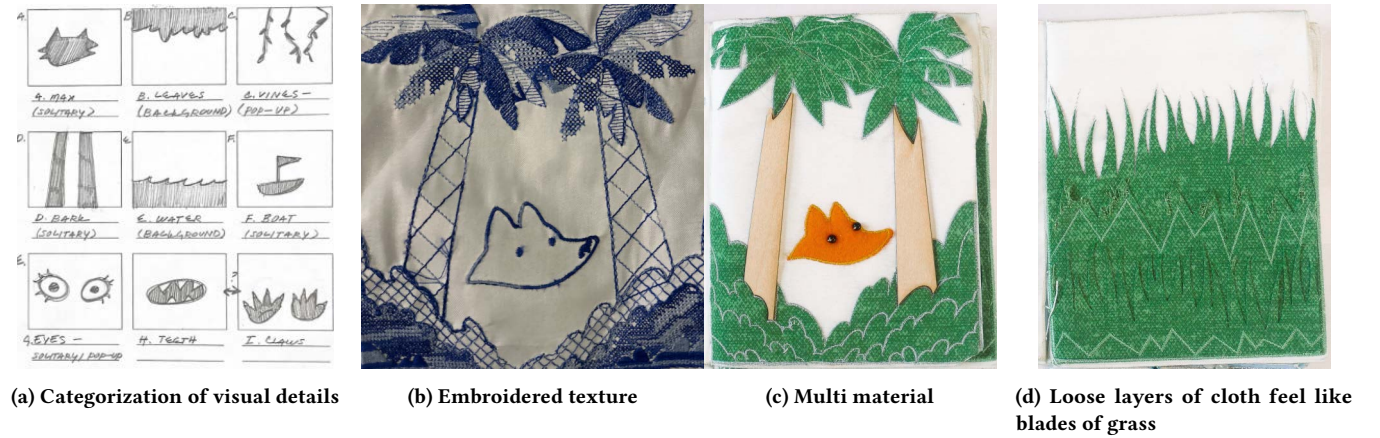 A.
B
C.
A. MAX
B. LEAVES
C. VINES-
(SOLITARY)
(BACKGROUND)
(POP-UP)
D.
E.
F.
D. BARK
E. WATER
F. BOAT
(SOLITARY)
(BACKGROUND)
(SOLITARY)
E.
?
G. EYES -
H. TEETH
I. CLAWS
SOLITARY/POP-UP
(a) Categorization of visual details
(b) Embroidered texture
(c) Multi material
(d) Loose layers of cloth feel like
blades of grass